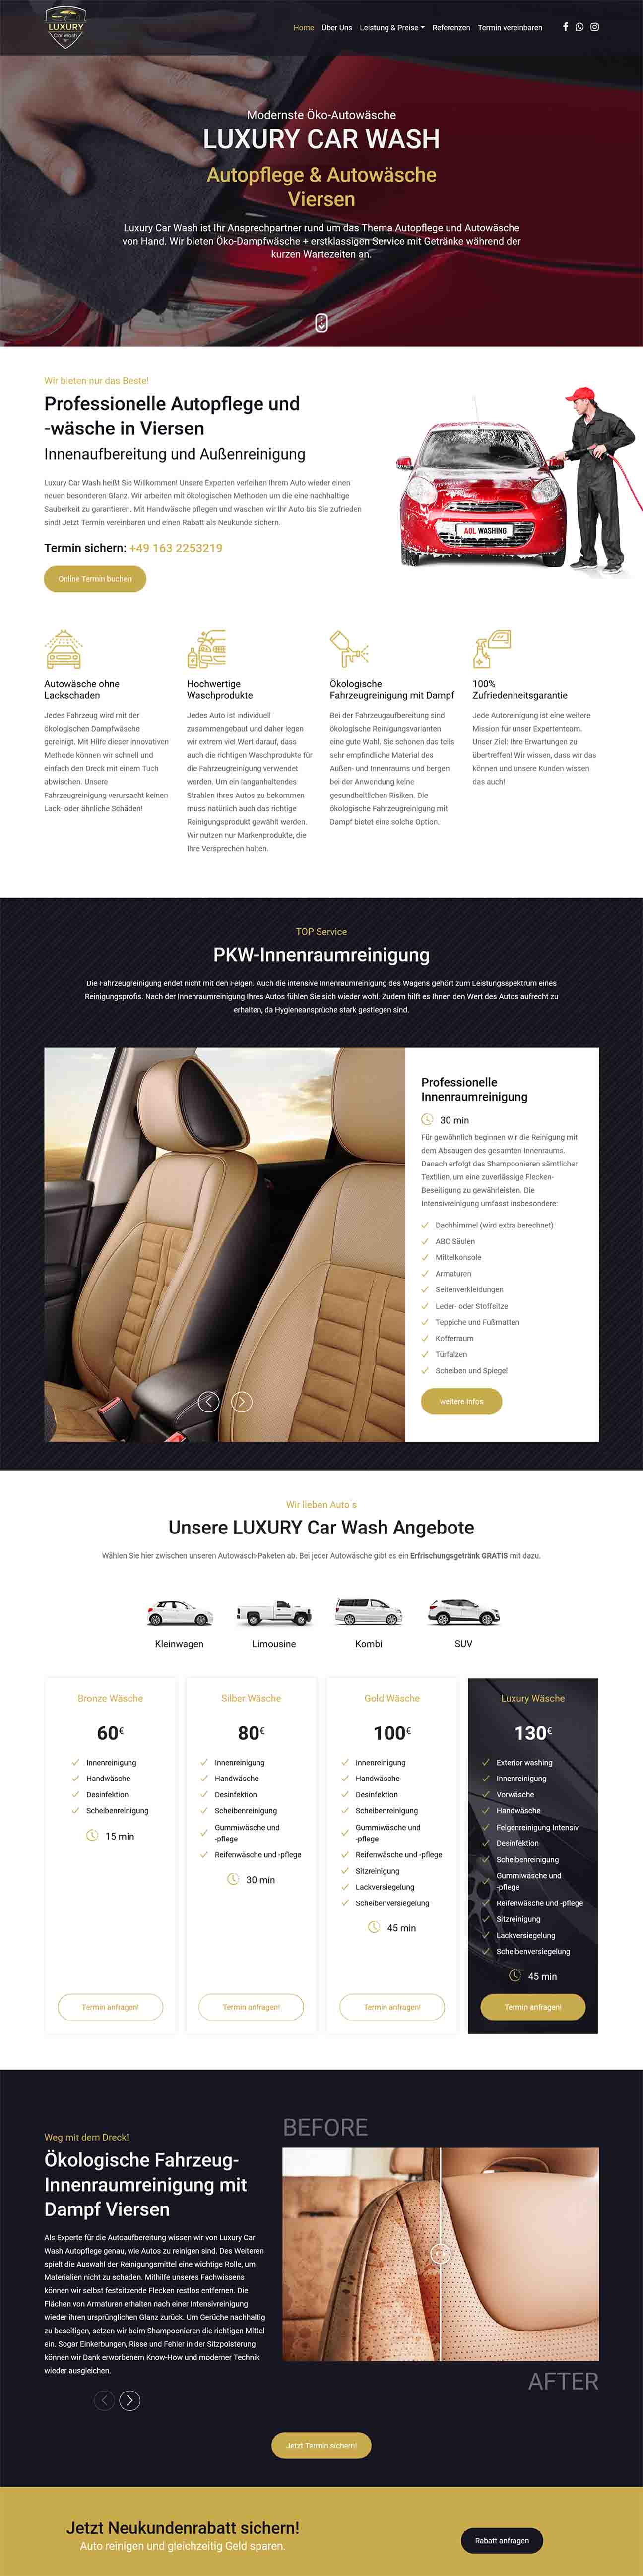 LUXURY
Car Wash
Home Über Uns Leistung & Preise Referenzen Termin vereinbaren
Modernste Öko-Autowäsche
LUXURY CAR WASH
Autopflege & Autowäsche
Viersen
Luxury Car Wash ist Ihr Ansprechpartner rund um das Thema Autopflege und Autowäsche
von Hand. Wir bieten Öko-Dampfwäsche + erstklassigen Service mit Getränke während der
kurzen Wartezeiten an.
Wir bieten nur das Beste!
Professionelle Autopflege und
-wäsche in Viersen
Innenaufbereitung und Außenreinigung
Luxury Car Wash heißt Sie Willkommen! Unsere Experten verleihen Ihrem Auto wieder einen
neuen besonderen Glanz. Wir arbeiten mit ökologischen Methoden um die eine nachhaltige
Sauberkeit zu garantieren. Mit Handwäsche pflegen und waschen wir Ihr Auto bis Sie zufrieden
sind! Jetzt Termin vereinbaren und einen Rabatt als Neukunde sichern.
Termin sichern: +49 163 2253219
Online Termin buchen
AOL WASHING
Autowäsche ohne
Lackschaden
Jedes Fahrzeug wird mit der
ökologischen Dampfwäsche
gereinigt. Mit Hilfe dieser innovativen
Methode können wir schnell und
einfach den Dreck mit einem Tuch
abwischen. Unsere
Fahrzeugreinigung verursacht keinen
Lack- oder ähnliche Schäden!
Hochwertige
Waschprodukte
Jedes Auto ist individuell
zusammengebaut und daher legen
wir extrem viel Wert darauf, dass
auch die richtigen Waschprodukte für
die Fahrzeugreinigung verwendet
werden. Um ein langanhaltendes
Strahlen Ihres Autos zu bekommen
muss natürlich auch das richtige
Reinigungsprodukt gewählt werden.
Wir nutzen nur Markenprodukte, die
Ihre Versprechen halten.
Ökologische
Fahrzeugreinigung mit Dampf
Bei der Fahrzeugaufbereitung sind
ökologische Reinigungsvarianten
eine gute Wahl. Sie schonen das teils
sehr empfindliche Material des
Außen- und Innenraums und bergen
bei der Anwendung keine
gesundheitlichen Risiken. Die
ökologische Fahrzeugreinigung mit
Dampf bietet eine solche Option.
100%
Zufriedenheitsgarantie
Jede Autoreinigung ist eine weitere
Mission für unser Expertenteam.
Unser Ziel: Ihre Erwartungen zu
übertreffen! Wir wissen, dass wir das
können und unsere Kunden wissen
das auch!
TOP Service
PKW-Innenraumreinigung
Die Fahrzeugreinigung endet nicht mit den Felgen. Auch die intensive Innenraumreinigung des Wagens gehört zum Leistungsspektrum eines
Reinigungsprofis. Nach der Innenraumreinigung Ihres Autos fühlen Sie sich wieder wohl. Zudem hilft es Ihnen den Wert des Autos aufrecht zu
erhalten, da Hygieneansprüche stark gestiegen sind.
Professionelle
Innenraumreinigung
30 min
Für gewöhnlich beginnen wir die Reinigung mit
dem Absaugen des gesamten Innenraums.
Danach erfolgt das Shampoonieren sämtlicher
Textilien, um eine zuverlässige Flecken-
Beseitigung zu gewährleisten. Die
Intensivreinigung umfasst insbesondere:
Dachhimmel (wird extra berechnet)
ABC Säulen
Mittelkonsole
Armaturen
Seitenverkleidungen
Leder- oder Stoffsitze
Teppiche und Fußmatten
Kofferraum
Türfalzen
Scheiben und Spiegel
weitere Infos
Wir lieben Auto´s
Unsere LUXURY Car Wash Angebote
Wählen Sie hier zwischen unseren Autowasch-Paketen ab. Bei jeder Autowäsche gibt es ein Erfrischungsgetränk GRATIS mit dazu.
Kleinwagen Limousine Kombi SUV
Bronze Wäsche
60€
Innenreinigung
Handwäsche
Desinfektion
Scheibenreinigung
15 min
Termin anfragen!
Silber Wäsche
80€
Innenreinigung
Handwäsche
Desinfektion
Scheibenreinigung
Gummiwäsche und
-pflege
Reifenwäsche und -pflege
30 min
Termin anfragen!
Gold Wäsche
100€
Innenreinigung
Handwäsche
Desinfektion
Scheibenreinigung
Gummiwäsche und
-pflege
Reifenwäsche und -pflege
Sitzreinigung
Lackversiegelung
Scheibenversiegelung
45 min
Termin anfragen!
Luxury Wäsche
130€
Exterior washing
Innenreinigung
Vorwäsche
Handwäsche
Felgenreinigung Intensiv
Desinfektion
Scheibenreinigung
Gummiwäsche und
-pflege
Reifenwäsche und -pflege
Sitzreinigung
Lackversiegelung
Scheibenversiegelung
45 min
Termin anfragen!
Weg mit dem Dreck!
Ökologische Fahrzeug-
Innenraumreinigung mit
Dampf Viersen
Als Experte für die Autoaufbereitung wissen wir von Luxury Car
Wash Autopflege genau, wie Autos zu reinigen sind. Des Weiteren
spielt die Auswahl der Reinigungsmittel eine wichtige Rolle, um
Materialien nicht zu schaden. Mithilfe unseres Fachwissens
können wir selbst festsitzende Flecken restlos entfernen. Die
Flächen von Armaturen erhalten nach einer Intensivreinigung
wieder ihren ursprünglichen Glanz zurück. Um Gerüche nachhaltig
zu beseitigen, setzen wir beim Shampoonieren die richtigen Mittel
ein. Sogar Einkerbungen, Risse und Fehler in der Sitzpolsterung
können wir Dank erworbenem Know-How und moderner Technik
wieder ausgleichen.
BEFORE
AFTER
Jetzt Termin sichern!
Jetzt Neukundenrabatt sichern!
Auto reinigen und gleichzeitig Geld sparen.
Rabatt anfragen